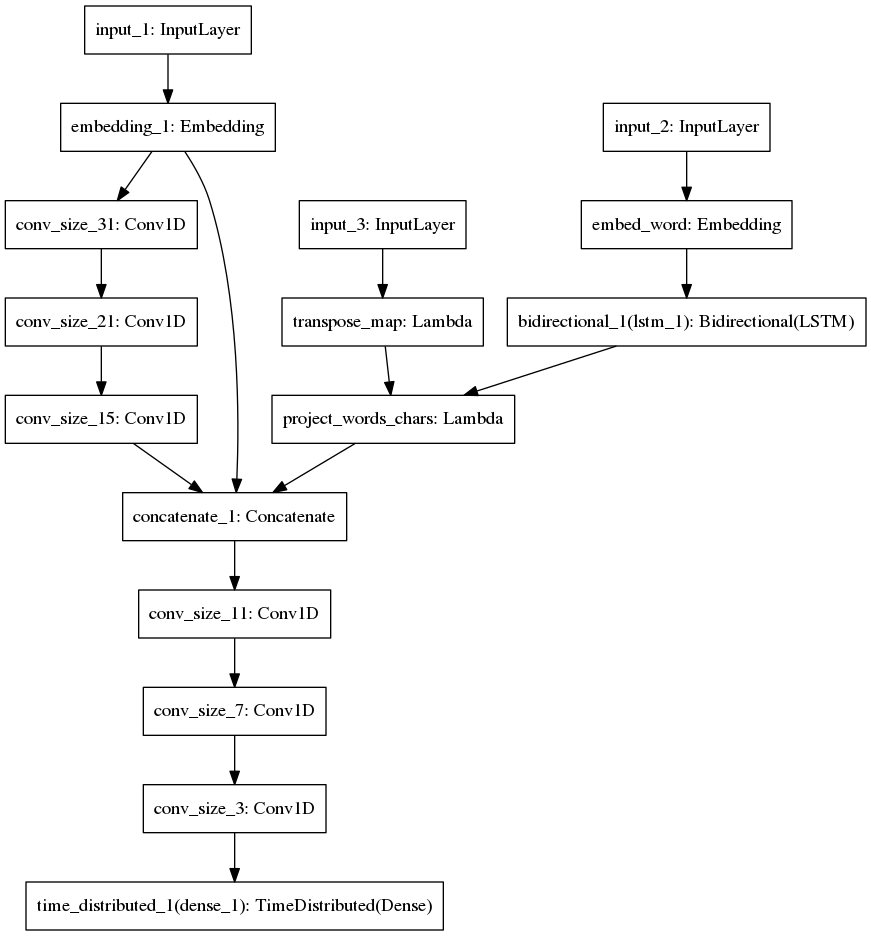 input_1: InputLayer
embedding_1: Embedding
input_2: InputLayer
conv_size_31: Conv1D
input_3: InputLayer
embed_word: Embedding
conv_size_21: Conv1D
transpose_map: Lambda
bidirectional_1(lstm_1): Bidirectional(LSTM)
conv_size_15: Conv1D
project_words_chars: Lambda
concatenate_1: Concatenate
conv_size_11: Conv1D
conv_size_7: Conv1D
conv_size_3: Conv1D
time_distributed_1(dense_1): TimeDistributed(Dense)